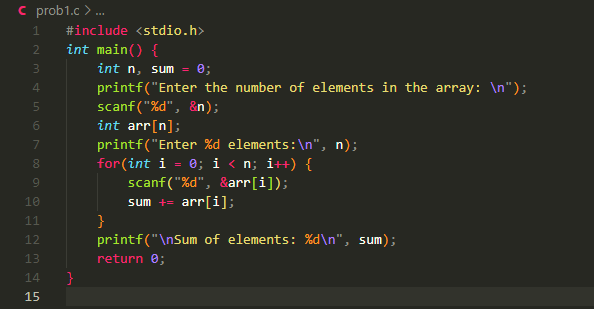 C prob1.c > ...
1 #include <stdio.h>
2 int main() {
3 int n, sum = 0;
4 printf("Enter the number of elements in the array: \n");
5 scanf("%d", &n);
6 int arr[n];
7 printf("Enter %d elements:\n", n);
8 for(int i = 0; i < n; i++) {
9 scanf("%d", &arr[i]);
10 sum += arr[i];
11 }
12 printf("\nSum of elements: %d\n", sum);
13 return 0;
14 }
15